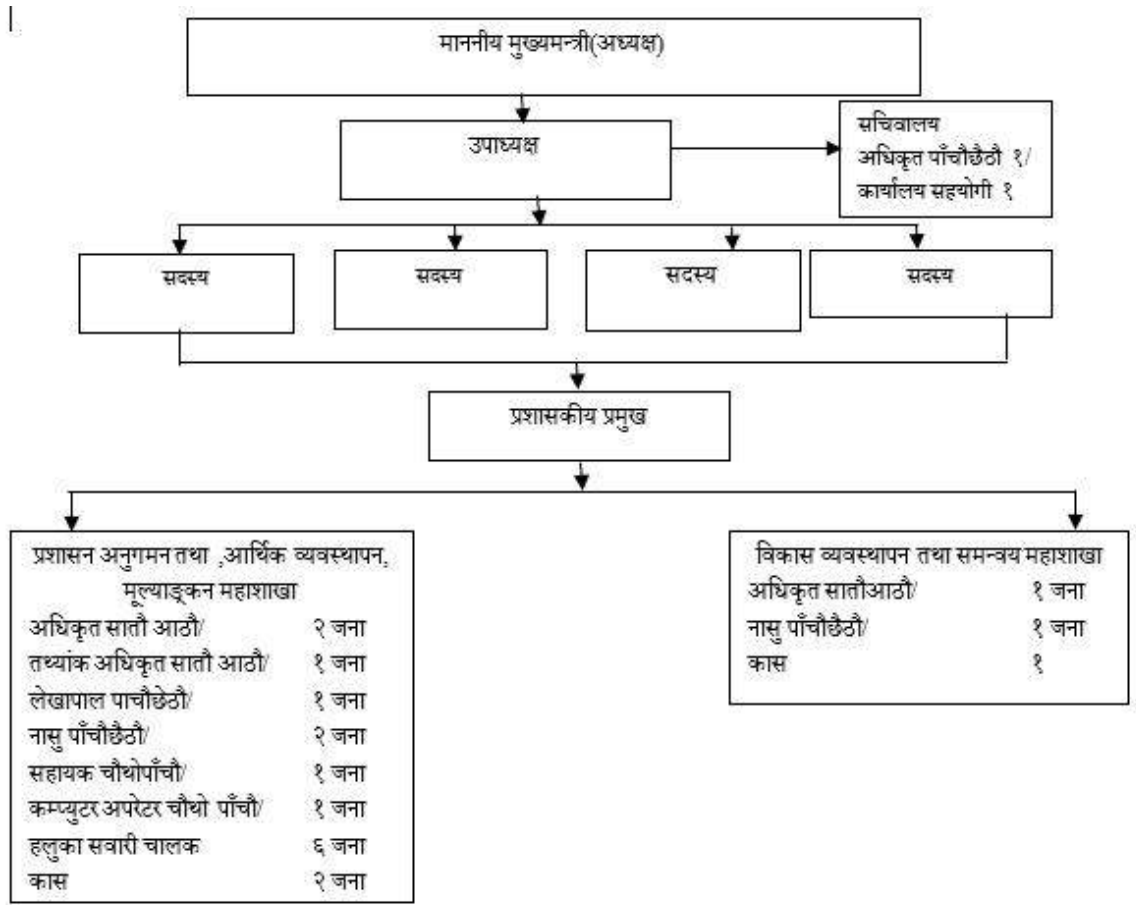 माननीय मुख्यमन्त्री(अध्यक्ष)
उपाध्यक्ष
सचिवालय
अधिकृत पाँचौछैठौ १/
कार्यालय सहयोगी १
सदस्य
सदस्य
सदस्य
सदस्य
प्रशासकीय प्रमुख
प्रशासन अनुगमन तथा ,आर्थिक व्यवस्थापन,
मूल्याङ्कन महाशाखा
अधिकृत सातौ आठौ/ २ जना
तथ्यांक अधिकृत सातौ आठौ/ १ जना
लेखापाल पाचौछेठौ/ १ जना
नासु पाँचौछैठौ/ २ जना
सहायक चौथोपाँचौ/ १ जना
कम्प्युटर अपरेटर चौथो पाँचौ/ १ जना
हलुका सवारी चालक ६ जना
कास २ जना
विकास व्यवस्थापन तथा समन्वय महाशाखा
अधिकृत सातौआठौ/ १ जना
नासु पाँचौछैठौ/ १ जना
कास १